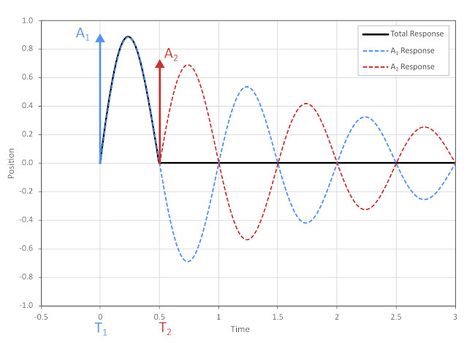 1.0
0.8
0.6
0.4
0.2
0.0
-0.2
-0.4
-0.6
-0.8
-1.0
Position
A₁
A₂
Total Response
A₁ Response
A₂ Response
-0.5 0 0.5 1 1.5 2 2.5 3
T₁ T₂ Time